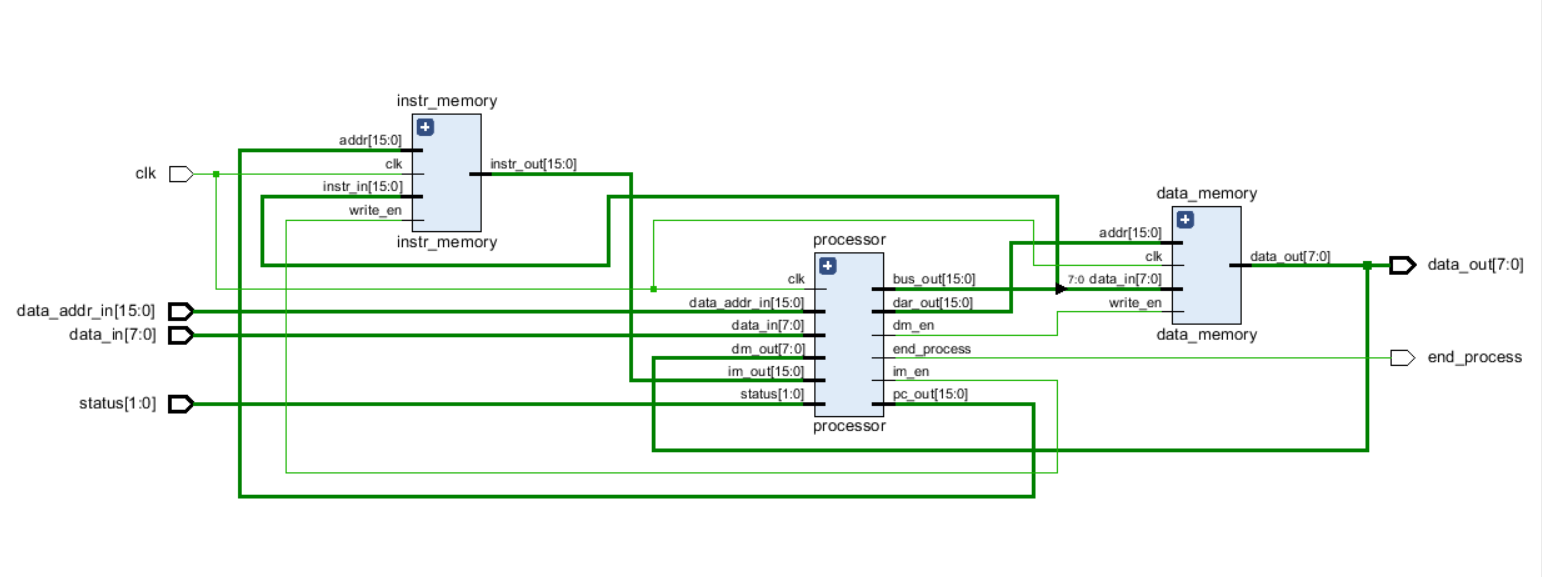 instr_memory
addr[15:0]
clk
instr_in[15:0]
write_en
instr_out[15:0]
instr_memory
clk
data_addr_in[15:0]
data_in[7:0]
status[1:0]
processor
clk
data_addr_in[15:0]
data_in[7:0]
dm_out[7:0]
im_out[15:0]
status[1:0]
bus_out[15:0]
dar_out[15:0]
dm_en
end_process
im_en
pc_out[15:0]
processor
data_memory
addr[15:0]
clk
7:0 data_in[7:0]
write_en
data_out[7:0]
data_memory
data_out[7:0]
end_process